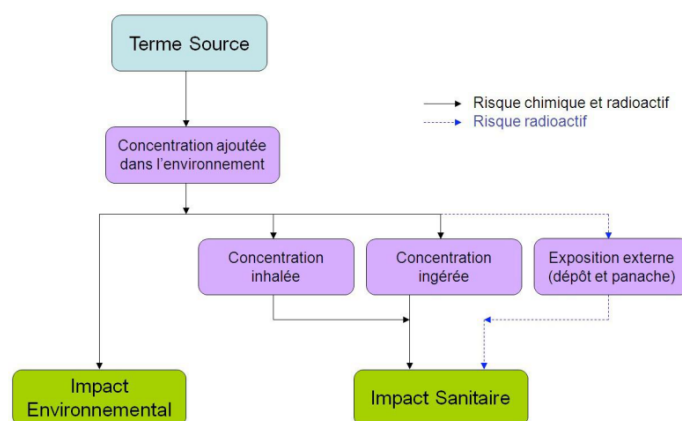 Terme Source
Risque chimique et radioactif
Risque radioactif
Concentration ajoutée
dans l'environnement
Concentration
inhalée
Concentration
ingérée
Exposition externe
(dépôt et panache)
Impact
Environnemental
Impact Sanitaire